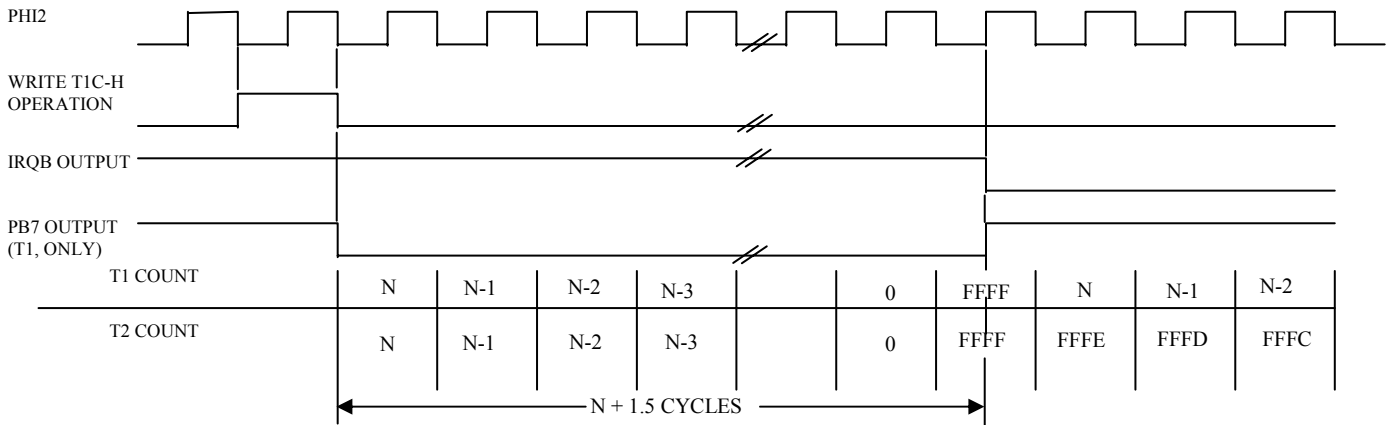 PHI2
WRITE T1C-H
OPERATION
IRQB OUTPUT
PB7 OUTPUT
(T1, ONLY)
T1 COUNT N N-1 N-2 N-3 0 FFFF N N-1 N-2
T2 COUNT N N-1 N-2 N-3 0 FFFF FFFE FFFD FFFC
N + 1.5 CYCLES